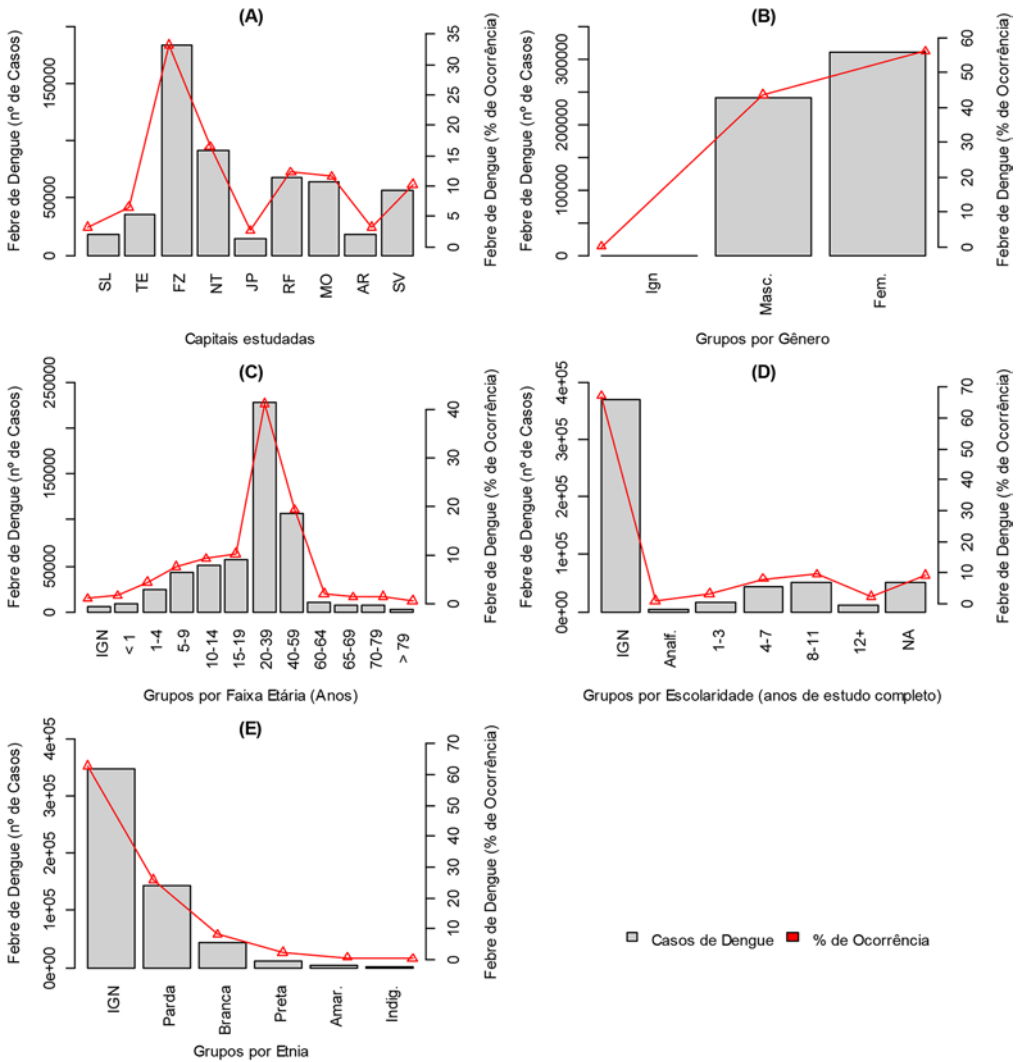 (A)
Febre de Dengue (nº de Casos)
0
50000
150000
Febre de Dengue (% de Ocorrência)
0
5
10
15
20
25
30
35
SL
TE
FZ
NT
JP
RF
MO
AR
SV
Capitais estudadas
(B)
Febre de Dengue (nº de Casos)
0
100000
200000
300000
Febre de Dengue (% de Ocorrência)
0
10
20
30
40
50
60
Ign
Masc.
Fem.
Grupos por Gênero
(C)
Febre de Dengue (nº de Casos)
0
50000
150000
250000
Febre de Dengue (% de Ocorrência)
0
10
20
30
40
IGN
< 1
1-4
5-9
10-14
15-19
20-39
40-59
60-64
65-69
70-79
> 79
Grupos por Faixa Etária (Anos)
(D)
Febre de Dengue (nº de Casos)
0e+00
1e+05
2e+05
3e+05
4e+05
Febre de Dengue (% de Ocorrência)
0
10
20
30
40
50
60
70
IGN
Analf.
1-3
4-7
8-11
12+
NA
Grupos por Escolaridade (anos de estudo completo)
(E)
Febre de Dengue (nº de Casos)
0e+00
1e+05
2e+05
3e+05
4e+05
Febre de Dengue (% de Ocorrência)
0
10
20
30
40
50
60
70
IGN
Parda
Branca
Preta
Amar.
Indig.
Grupos por Etnia
Casos de Dengue
% de Ocorrência